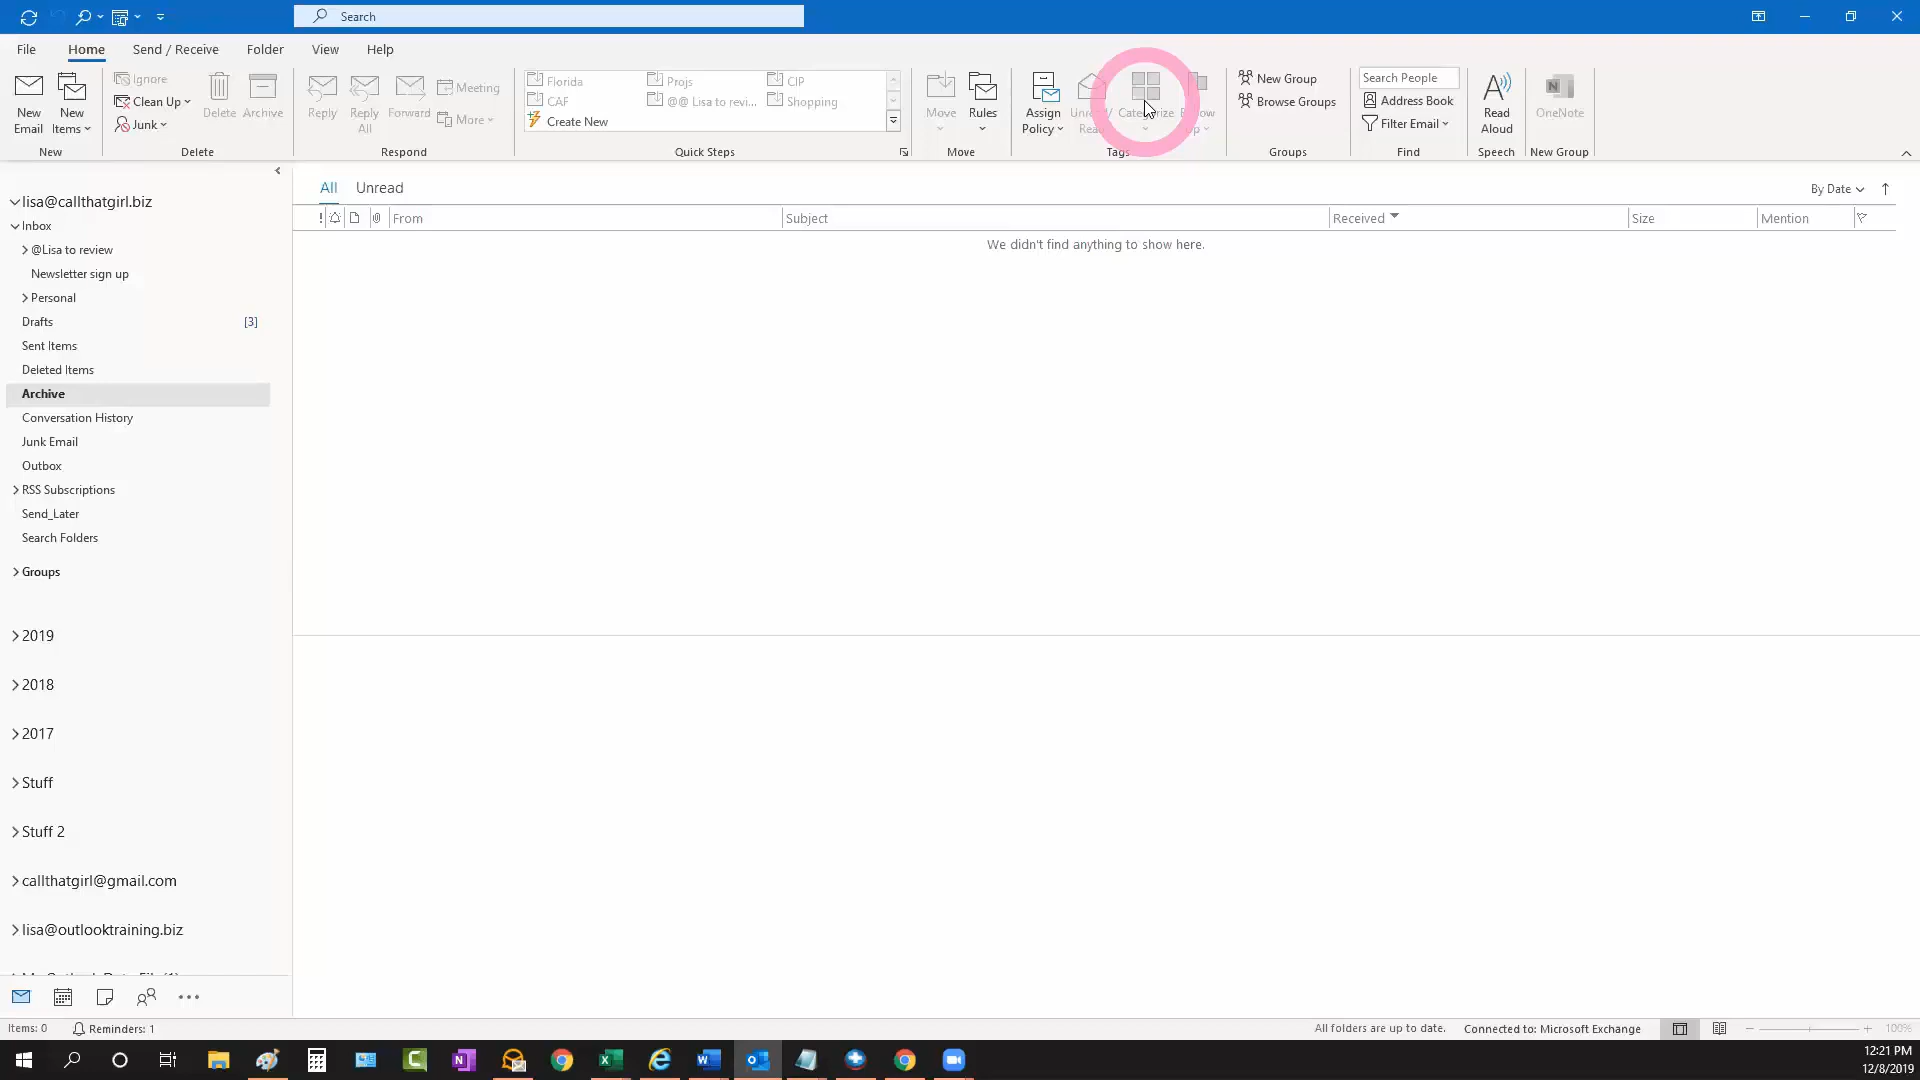 Search
File Home Send / Receive Folder View Help
New Email
New Items
New
Ignore
Clean Up
Junk
Delete
Archive
Delete
Reply
Reply All
Forward
Meeting
More
Respond
Florida Projs CIP
CAF @@ Lisa to revi... Shopping
Create New
Quick Steps
Move
Rules
Move
Assign Policy
Categorize
Tags
New Group
Browse Groups
Groups
Search People
Address Book
Filter Email
Find
Read Aloud
Speech
OneNote
New Group
All Unread
By Date
! From Subject Received Size Mention
We didn't find anything to show here.
lisa@callthatgirl.biz
Inbox
@Lisa to review
Newsletter sign up
Personal
Drafts [3]
Sent Items
Deleted Items
Archive
Conversation History
Junk Email
Outbox
RSS Subscriptions
Send_Later
Search Folders
Groups
2019
2018
2017
Stuff
Stuff 2
callthatgirl@gmail.com
lisa@outlooktraining.biz
Items: 0 Reminders: 1
All folders are up to date. Connected to: Microsoft Exchange 100%
12:21 PM
12/8/2019